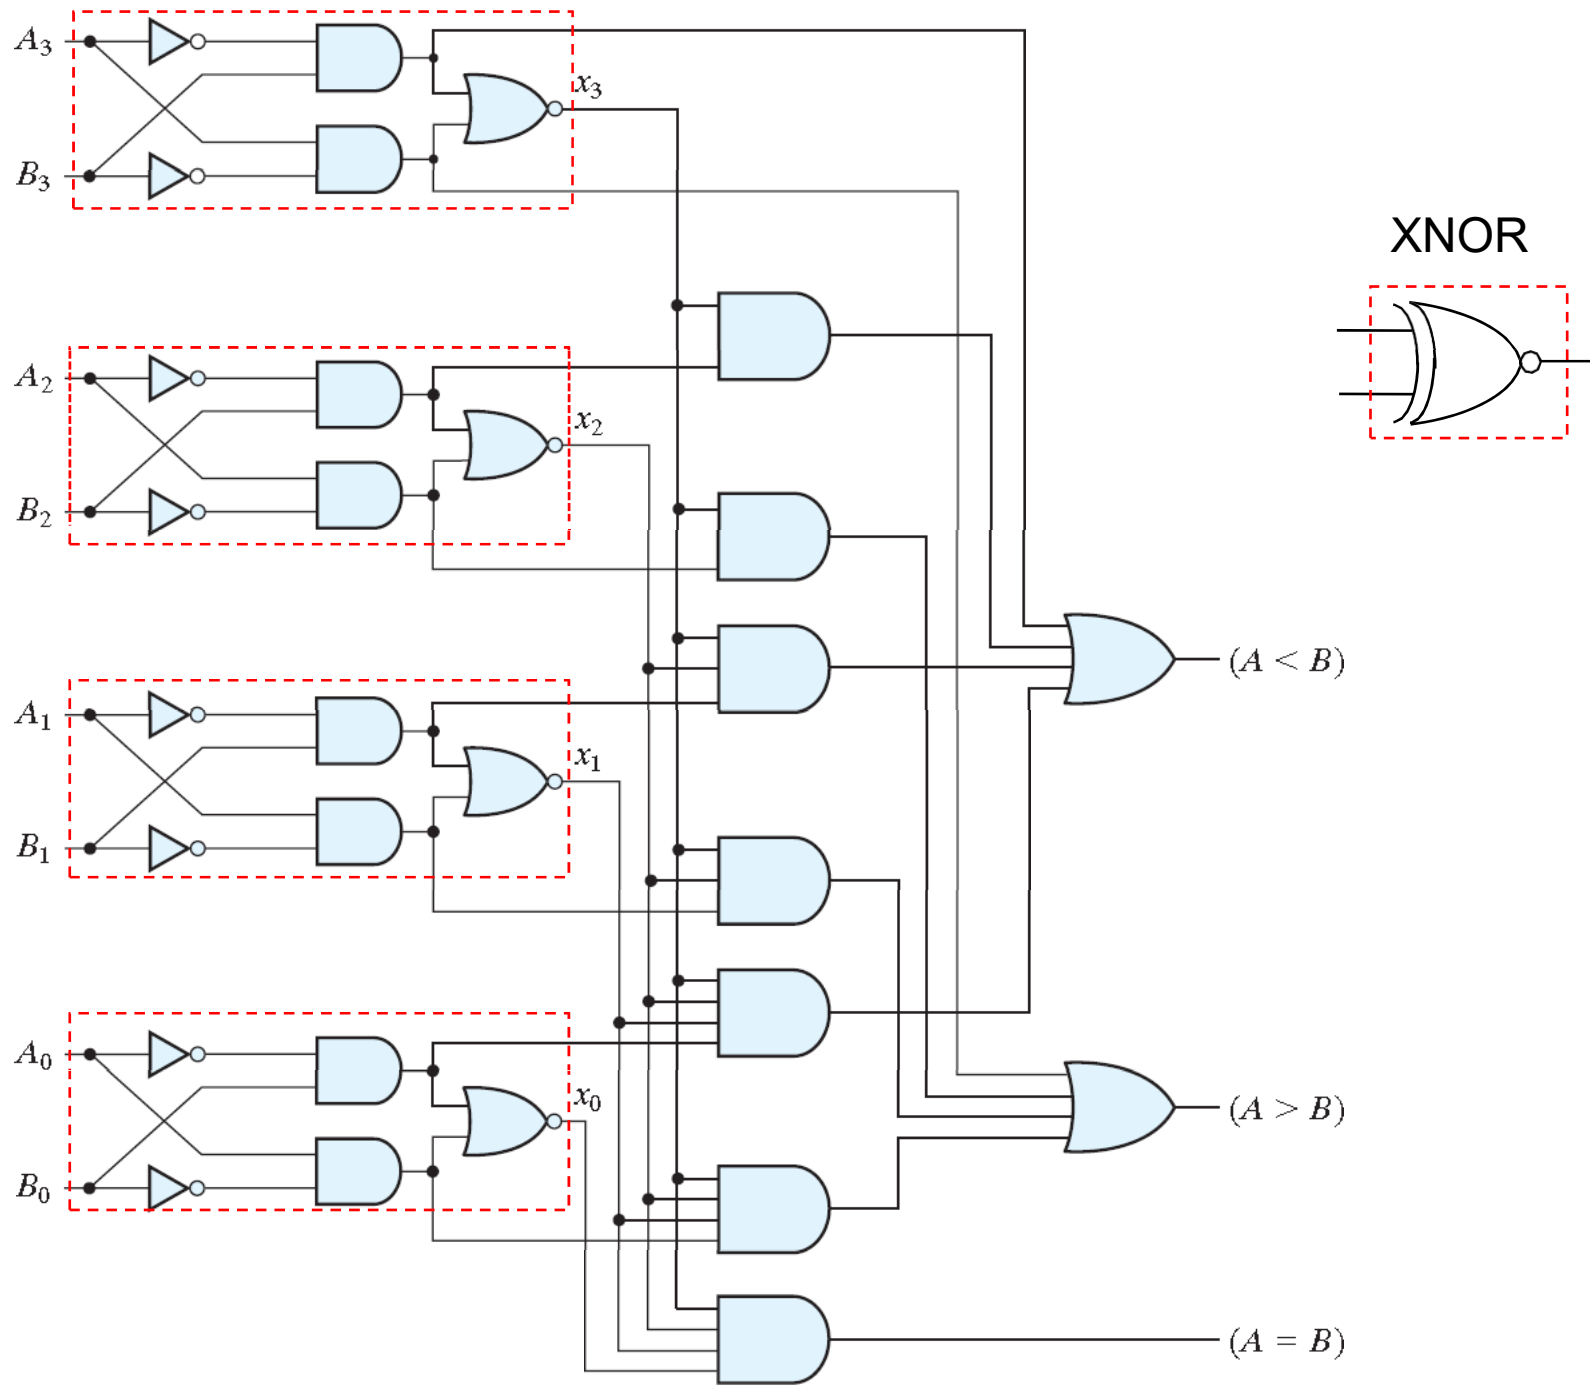 A₃
x₃
B₃
XNOR
A₂
x₂
B₂
(A < B)
A₁
x₁
B₁
A₀
x₀
(A > B)
B₀
(A = B)